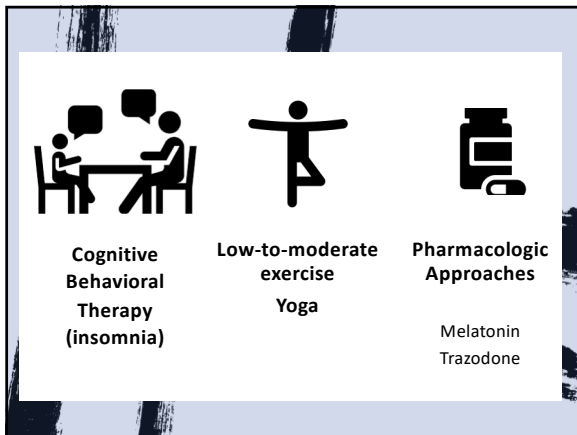 Cognitive
Behavioral
Therapy
(insomnia)
Low-to-moderate
exercise
Yoga
Pharmacologic
Approaches
Melatonin
Trazodone